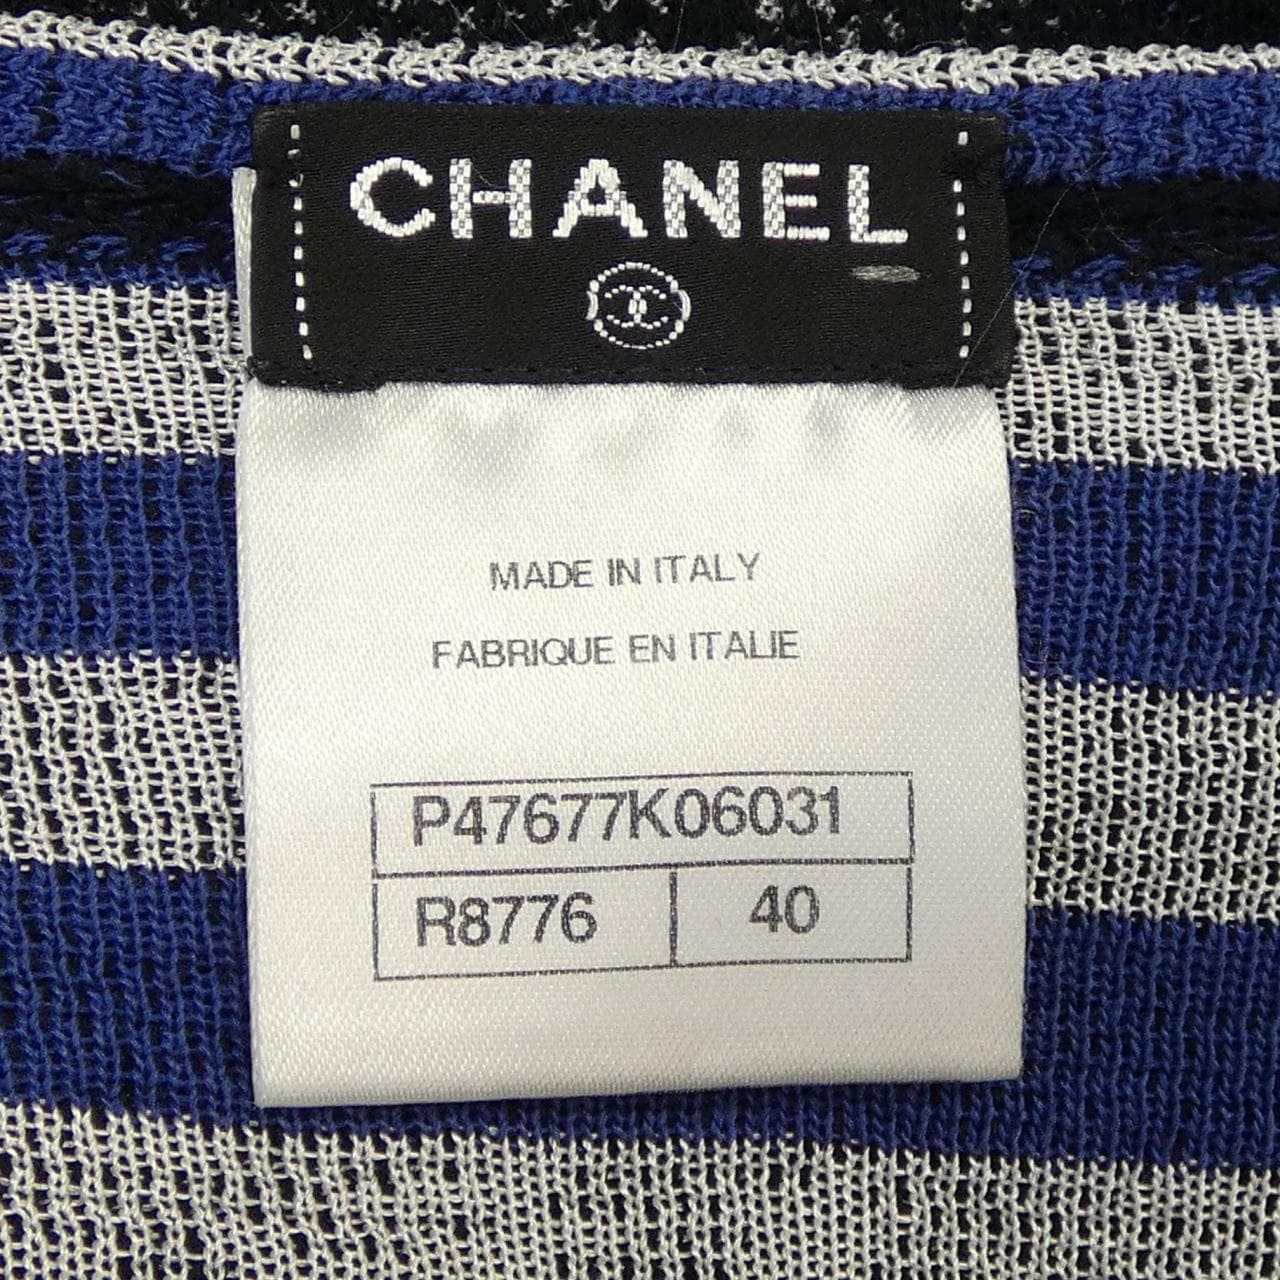 CHANEL
MADE IN ITALY
FABRIQUE EN ITALIE
P47677K06031
R8776 40